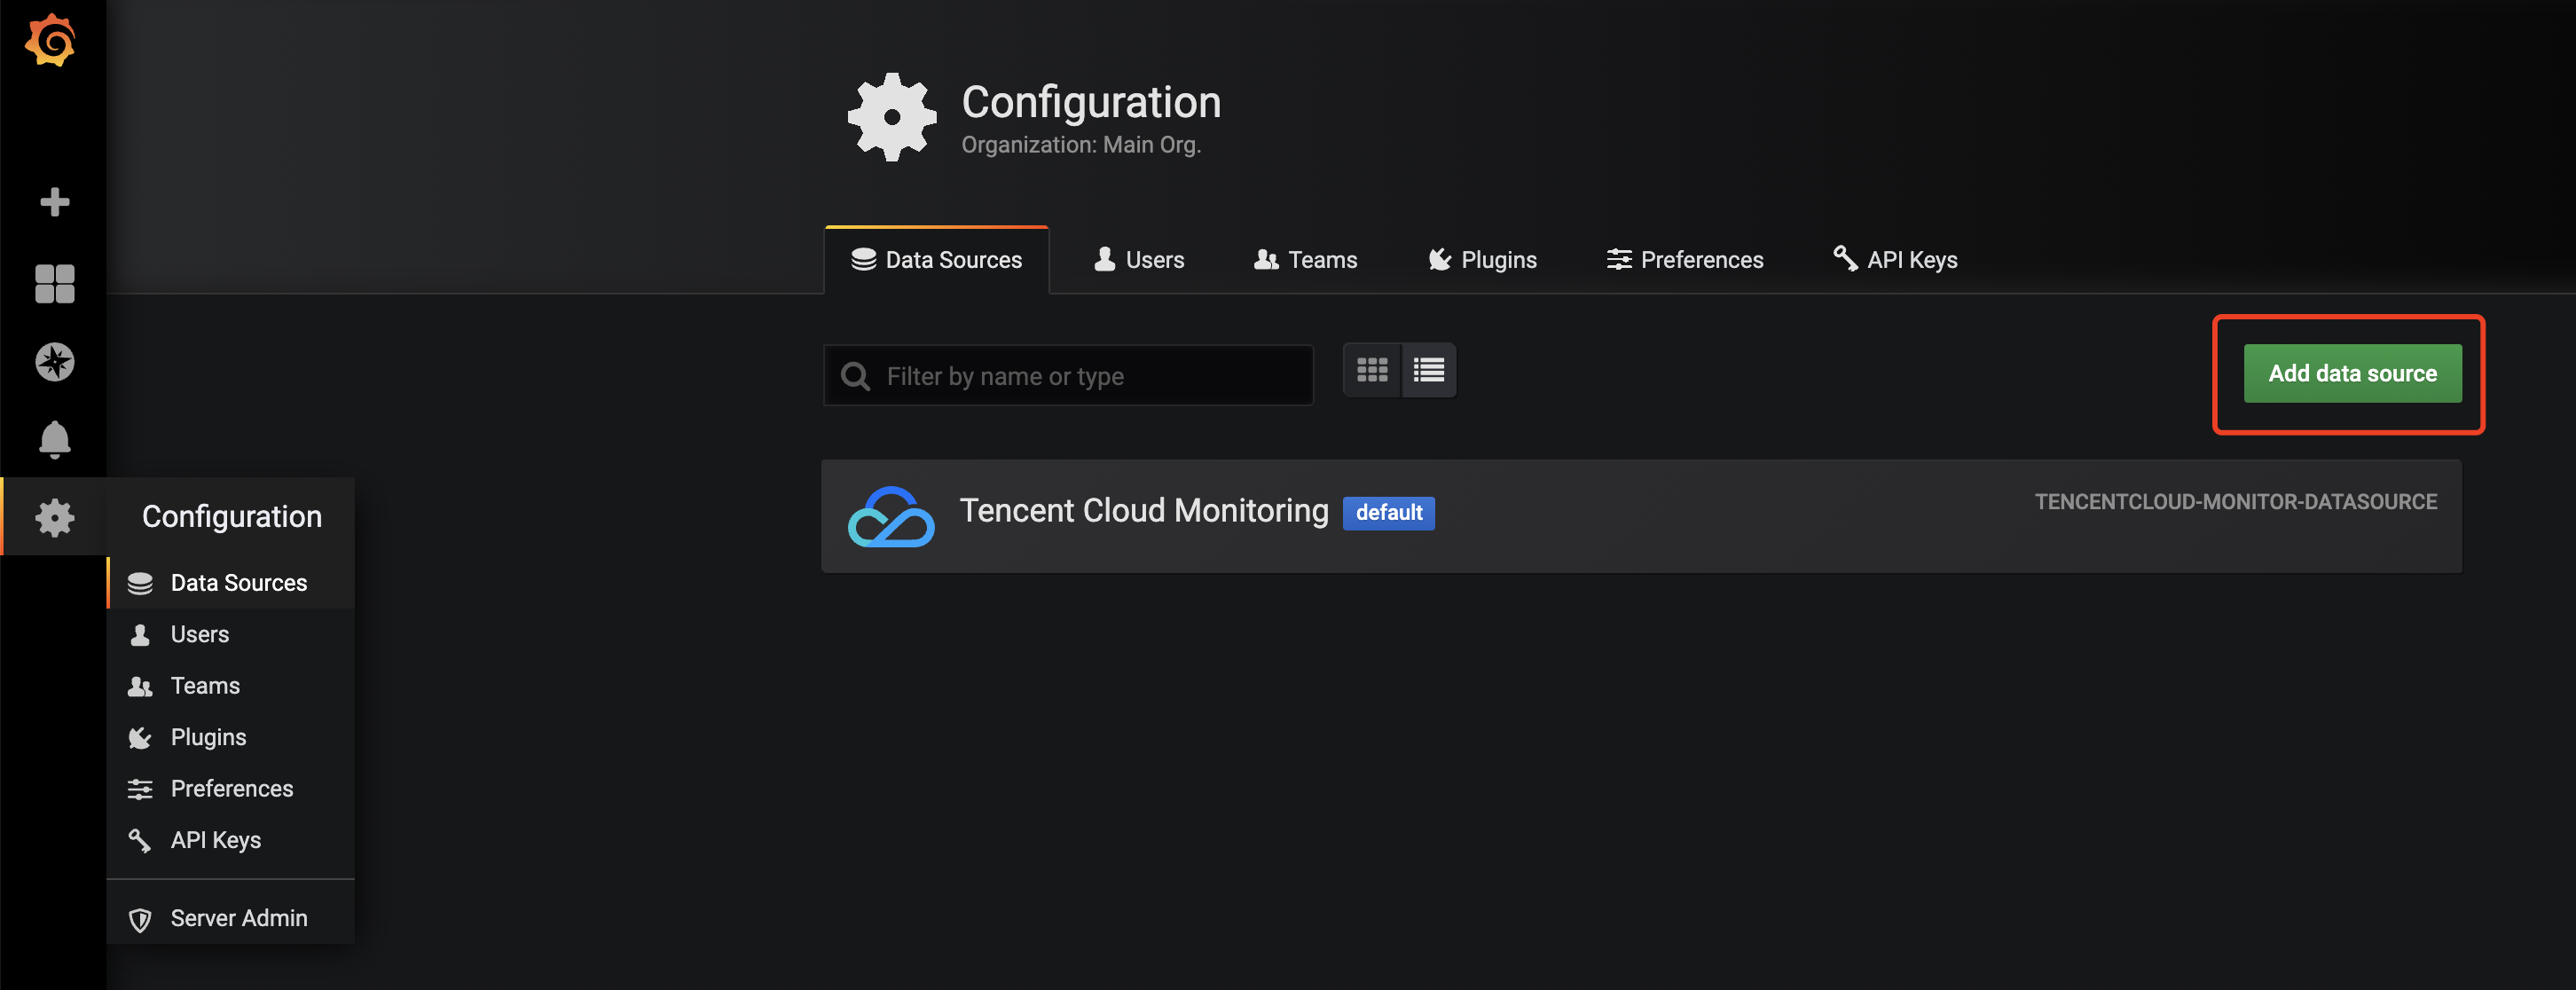 Configuration
Organization: Main Org.
Data Sources
Users
Teams
Plugins
Preferences
API Keys
Filter by name or type
Add data source
Tencent Cloud Monitoring
default
TENCENTCLOUD-MONITOR-DATASOURCE
Configuration
Data Sources
Users
Teams
Plugins
Preferences
API Keys
Server Admin